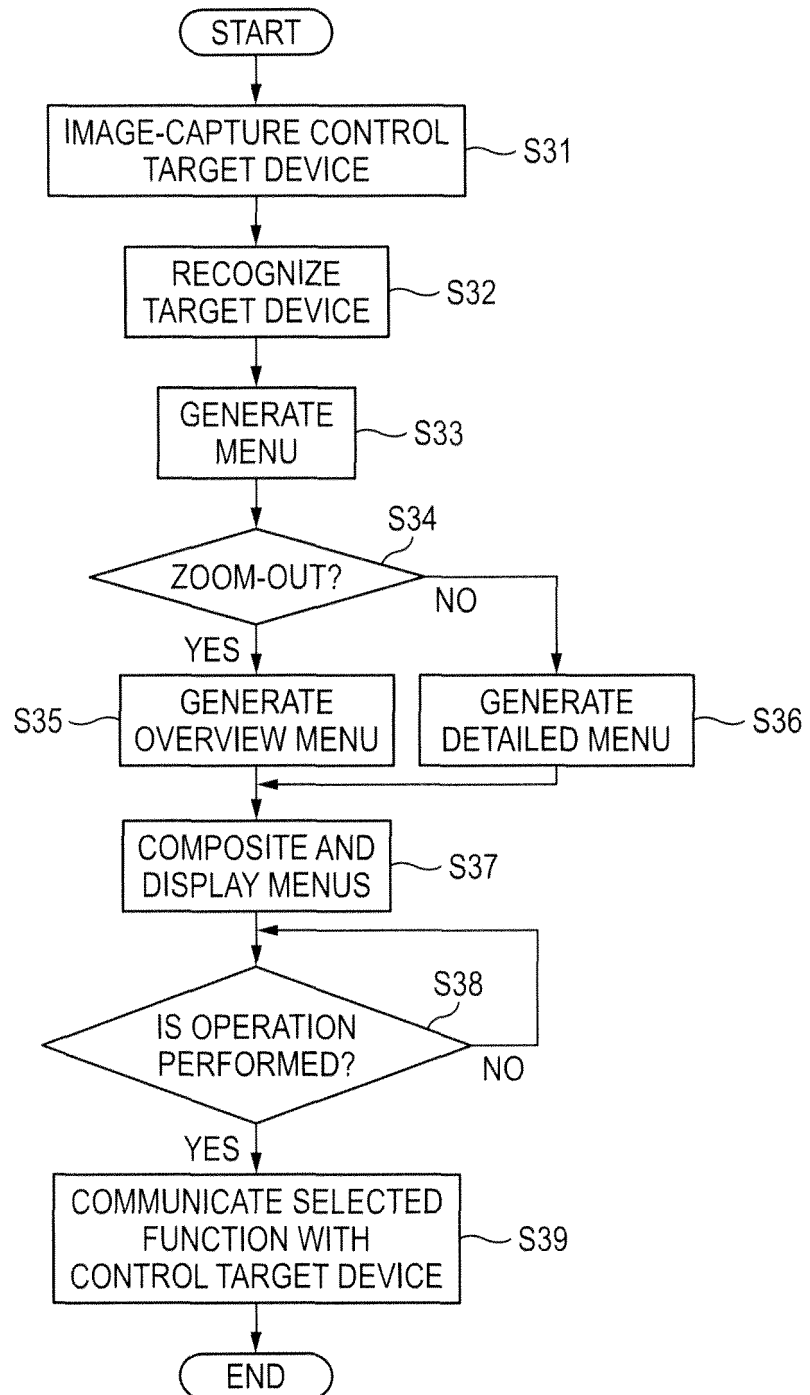 START
IMAGE-CAPTURE CONTROL
TARGET DEVICE
S31
RECOGNIZE
TARGET DEVICE
S32
GENERATE
MENU
S33
S34
ZOOM-OUT?
NO
YES
S35
GENERATE
OVERVIEW MENU
GENERATE
DETAILED MENU
S36
COMPOSITE AND
DISPLAY MENUS
S37
S38
IS OPERATION
PERFORMED?
NO
YES
COMMUNICATE SELECTED
FUNCTION WITH
CONTROL TARGET DEVICE
S39
END